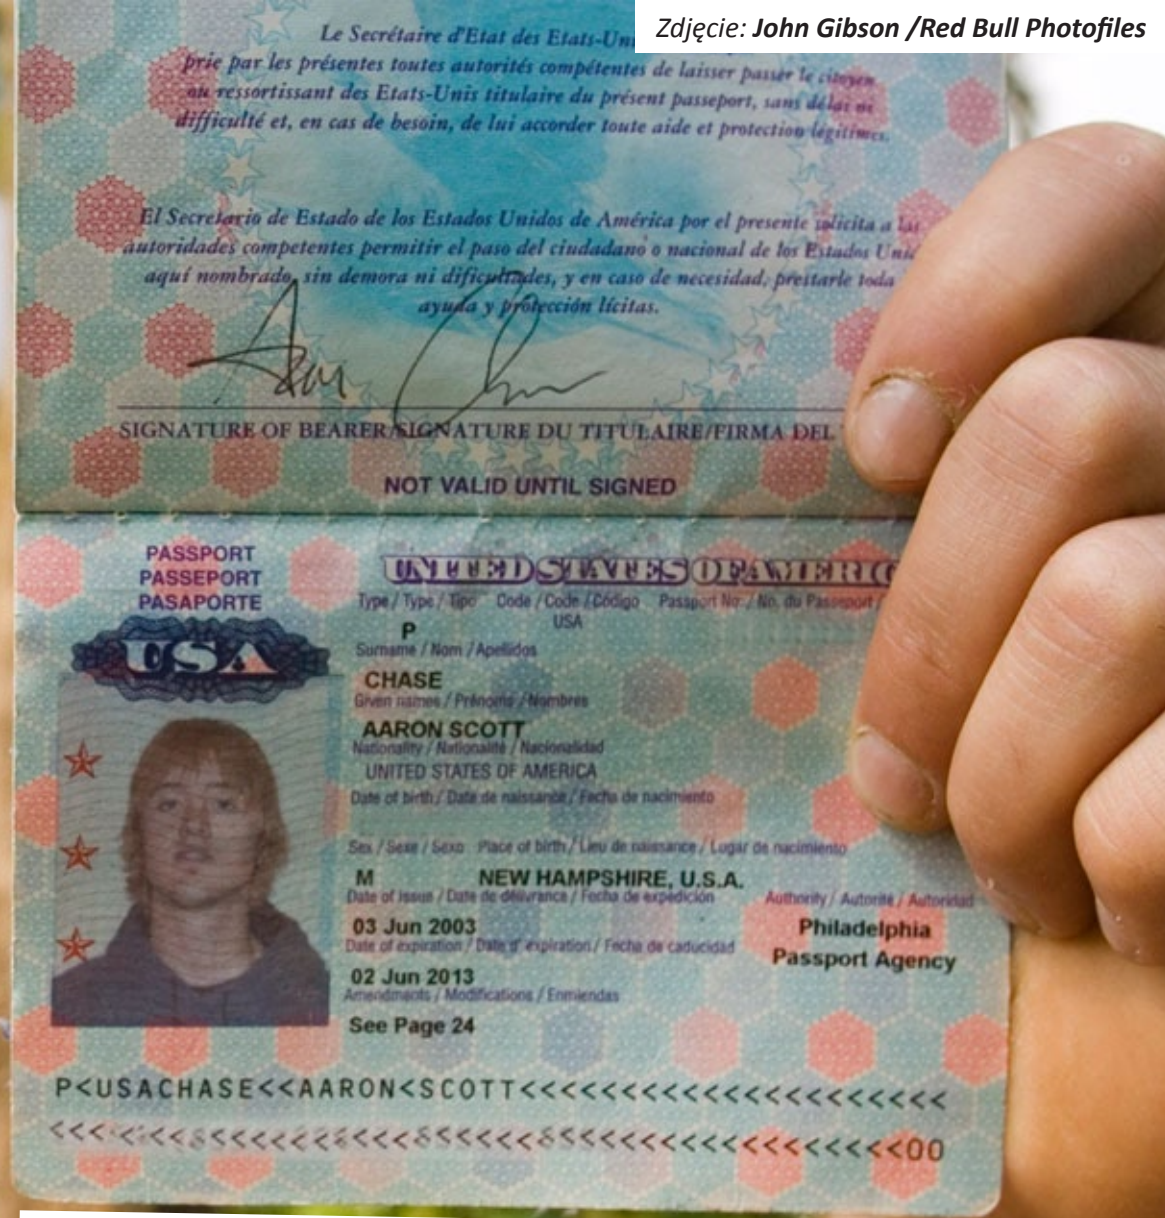 Zdjęcie: John Gibson /Red Bull Photofiles
Le Secrétaire d'Etat des Etats-Un
prie par les présentes toutes autorités compétentes de laisser passer le citoyen
ou ressortissant des Etats-Unis titulaire du présent passeport, sans délai ni
difficulté et, en cas de besoin, de lui accorder toute aide et protection légitimes.
El Secretario de Estado de los Estados Unidos de América por el presente solicita a las
autoridades competentes permitir el paso del ciudadano o nacional de los Estados Uni
aquí nombrado, sin demora ni dificultades, y en caso de necesidad, prestarle toda
ayuda y protección lícitas.
SIGNATURE OF BEARER/SIGNATURE DU TITULAIRE/FIRMA DEL
NOT VALID UNTIL SIGNED
PASSPORT
PASSEPORT
PASAPORTE
USA
UNITED STATES OF AMERIC
Type / Type / Tipo Code / Code / Código Passport No. / No. du Passeport /
P USA
Surname / Nom / Apellidos
CHASE
Given names / Prénoms / Nombres
AARON SCOTT
Nationality / Nationalité / Nacionalidad
UNITED STATES OF AMERICA
Date of birth / Date de naissance / Fecha de nacimiento
Sex / Sexe / Sexo Place of birth / Lieu de naissance / Lugar de nacimiento
M NEW HAMPSHIRE, U.S.A.
Date of issue / Date de délivrance / Fecha de expedición Authority / Autorité / Autoridad
03 Jun 2003 Philadelphia
Date of expiration / Date d'expiration / Fecha de caducidad Passport Agency
02 Jun 2013
Amendments / Modifications / Enmiendas
See Page 24
P<USACHASE<<AARON<SCOTT<<<<<<<<<<<<<<<<<<<<<
<<<<<<<<<<<<<<<<<<<<<<<<<<<<<<<<<<<<<<<<<<00